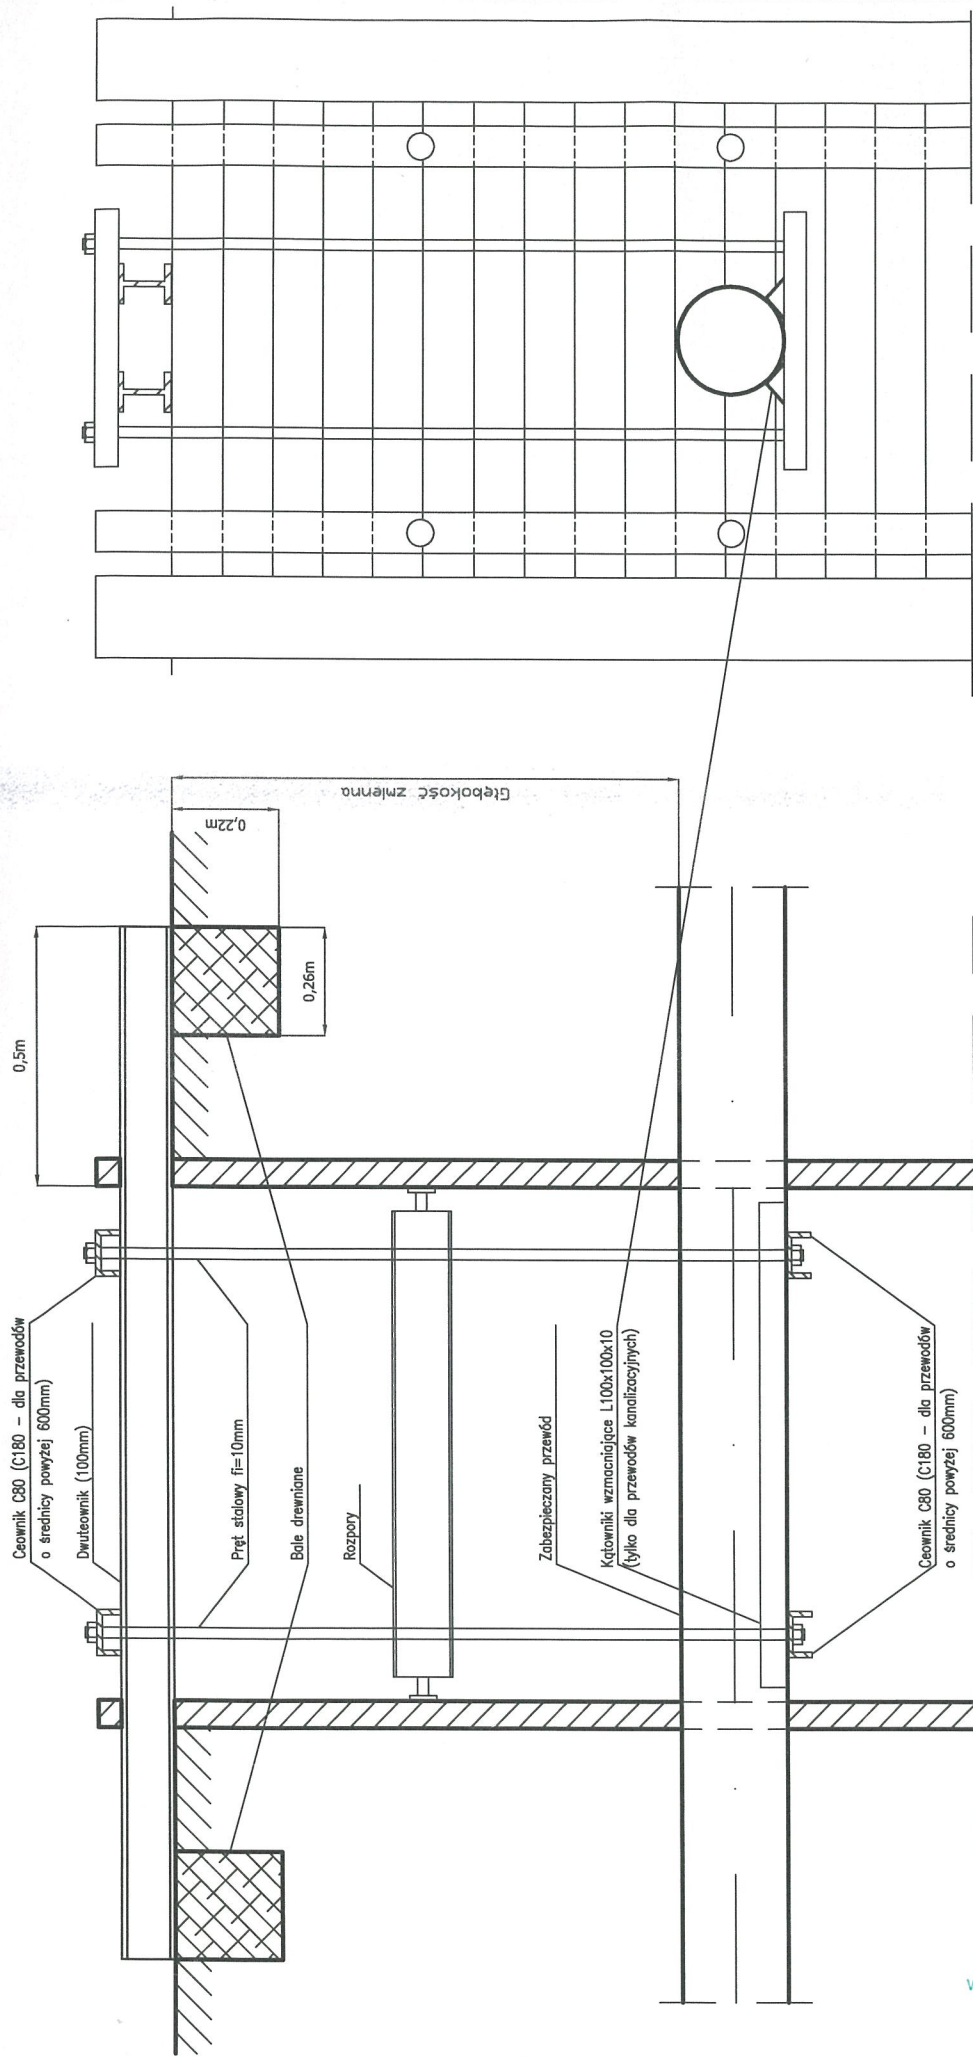 Ceownik C80 (C180 – dla przewodów
o średnicy powyżej 600mm)
Dwuteownik (100mm)
Pręt stalowy fi=10mm
Bale drewniane
Rozpory
Zabezpieczany przewód
Kątowniki wzmacniające L100x100x10
(tylko dla przewodów kanalizacyjnych)
Ceownik C80 (C180 – dla przewodów
o średnicy powyżej 600mm)
0,5m
0,26m
0,22m
Głębokość zmienna